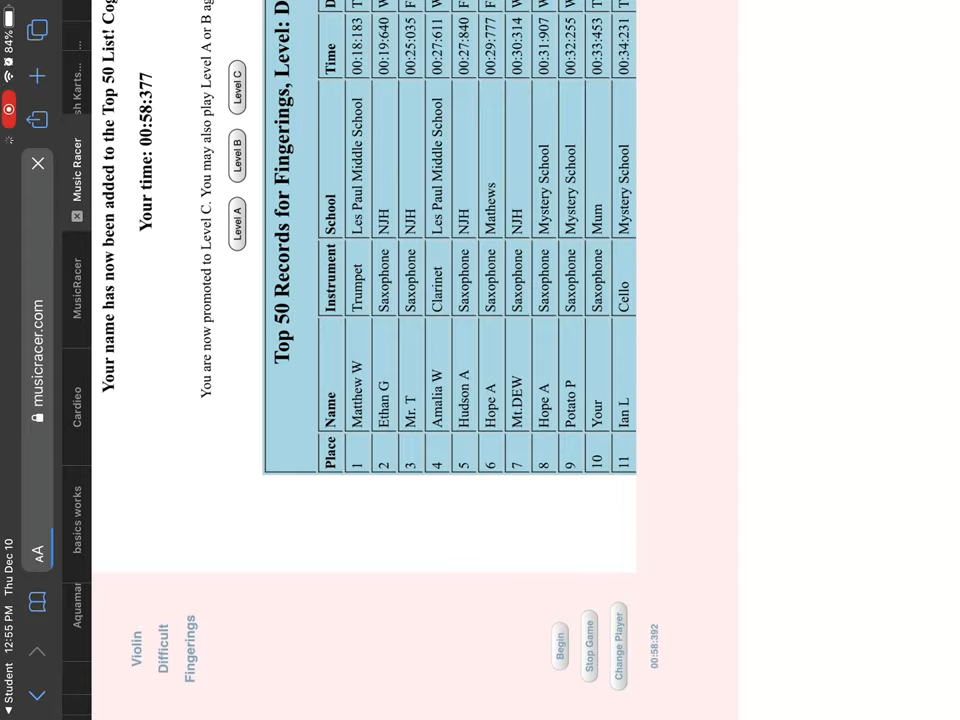 Student 12:55 PM Thu Dec 10
84%
AA
musicracer.com
basics works
Cardieo
MusicRacer
Music Racer
Violin
Difficult
Fingerings
Begin
Stop Game
Change Player
00:58:392
Your name has now been added to the Top 50 List!
Your time: 00:58:377
You are now promoted to Level C. You may also play Level A or B
Level A Level B Level C
Top 50 Records for Fingerings, Level: D
Place Name Instrument School Time D
1 Matthew W Trumpet Les Paul Middle School 00:18:183 T
2 Ethan G Saxophone NJH 00:19:640 W
3 Mr. T Saxophone NJH 00:25:035 F
4 Amalia W Clarinet Les Paul Middle School 00:27:611 W
5 Hudson A Saxophone NJH 00:27:840 F
6 Hope A Saxophone Mathews 00:29:777 F
7 Mt.DEW Saxophone NJH 00:30:314 W
8 Hope A Saxophone Mystery School 00:31:907 W
9 Potato P Saxophone Mystery School 00:32:255 W
10 Your Saxophone Mum 00:33:453 T
11 Ian L Cello Mystery School 00:34:231 T